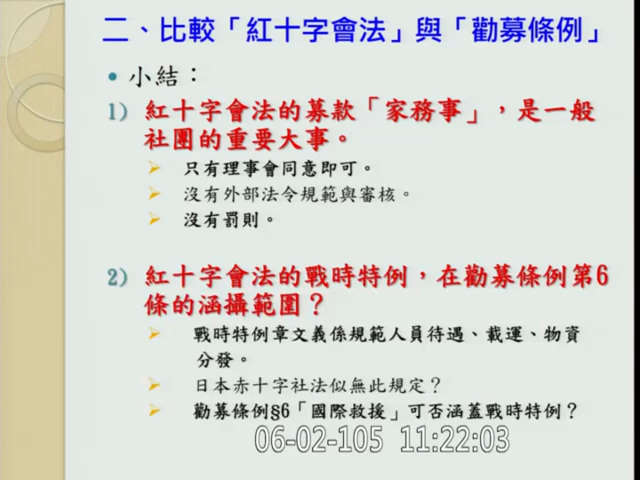 二、比較「紅十字會法」與「勸募條例」
• 小結：
1) 紅十字會法的募款「家務事」，是一般
社團的重要大事。
➢ 只有理事會同意即可。
➢ 沒有外部法令規範與審核。
➢ 沒有罰則。
2) 紅十字會法的戰時特例，在勸募條例第6
條的涵攝範圍？
➢ 戰時特例章文義係規範人員待遇、載運、物資
分發。
➢ 日本赤十字社法似無此規定？
➢ 勸募條例§6「國際救援」可否涵蓋戰時特例？
06-02-105 11:22:03